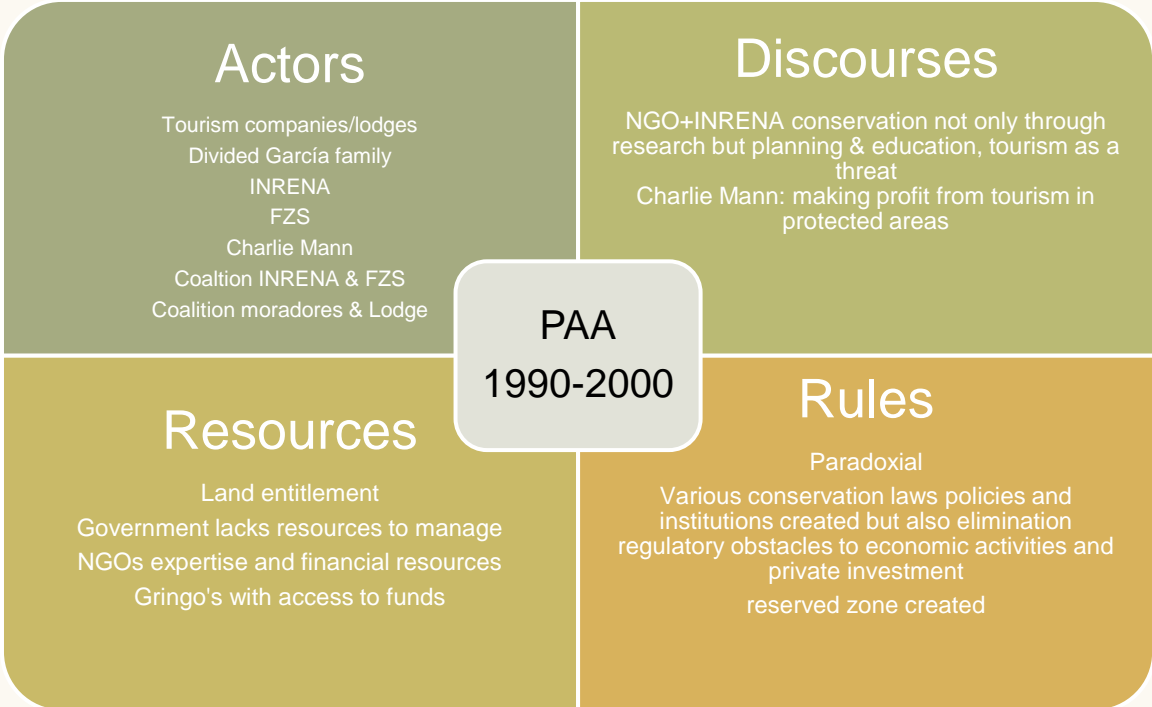 Actors
Tourism companies/lodges
Divided García family
INRENA
FZS
Charlie Mann
Coaltion INRENA & FZS
Coalition moradores & Lodge
Discourses
NGO+INRENA conservation not only through
research but planning & education, tourism as a
threat
Charlie Mann: making profit from tourism in
protected areas
PAA
1990-2000
Resources
Land entitlement
Government lacks resources to manage
NGOs expertise and financial resources
Gringo's with access to funds
Rules
Paradoxial
Various conservation laws policies and
institutions created but also elimination
regulatory obstacles to economic activities and
private investment
reserved zone created